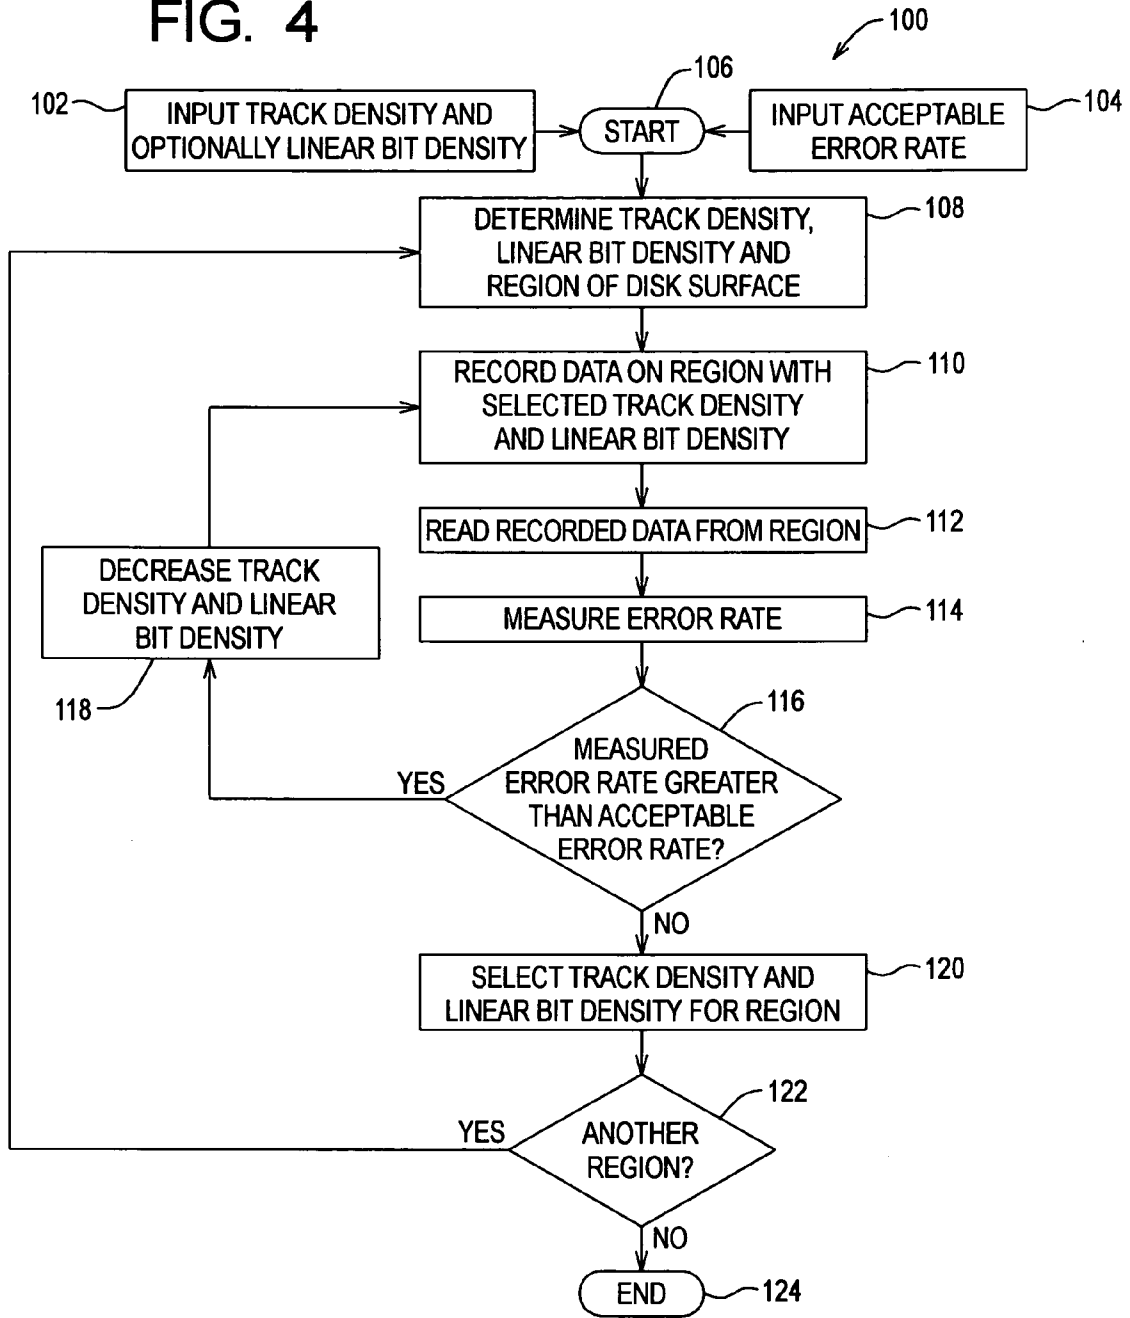 FIG. 4
100
106
102
INPUT TRACK DENSITY AND
OPTIONALLY LINEAR BIT DENSITY
START
INPUT ACCEPTABLE
ERROR RATE
104
DETERMINE TRACK DENSITY,
LINEAR BIT DENSITY AND
REGION OF DISK SURFACE
108
RECORD DATA ON REGION WITH
SELECTED TRACK DENSITY
AND LINEAR BIT DENSITY
110
READ RECORDED DATA FROM REGION
112
DECREASE TRACK
DENSITY AND LINEAR
BIT DENSITY
118
MEASURE ERROR RATE
114
116
MEASURED
ERROR RATE GREATER
THAN ACCEPTABLE
ERROR RATE?
YES
NO
SELECT TRACK DENSITY AND
LINEAR BIT DENSITY FOR REGION
120
122
ANOTHER
REGION?
YES
NO
END
124